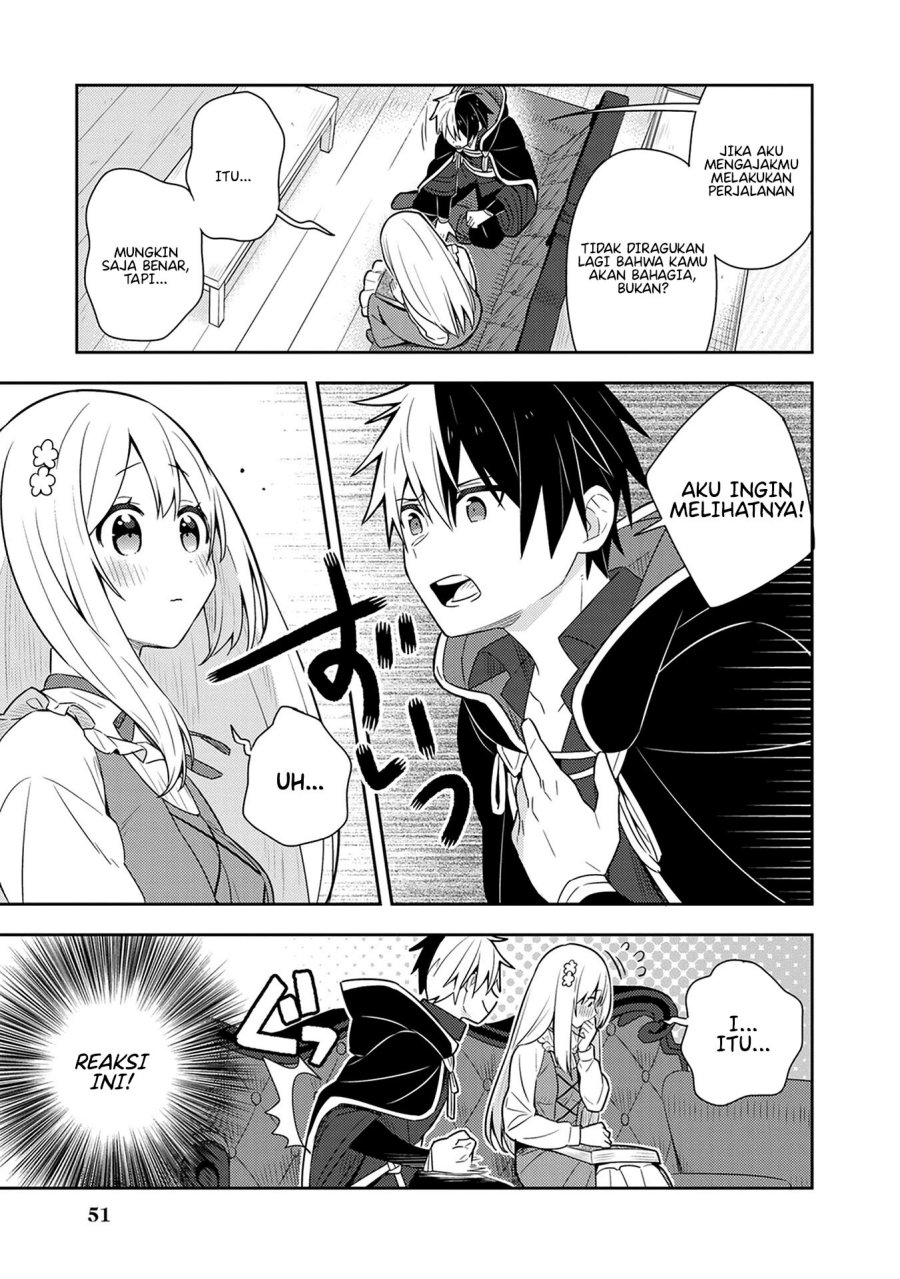 JIKA AKU
MENGAJAKMU
MELAKUKAN
PERJALANAN
TIDAK DIRAGUKAN
LAGI BAHWA KAMU
AKAN BAHAGIA,
BUKAN?
ITU...
MUNGKIN
SAJA BENAR,
TAPI...
AKU INGIN
MELIHATNYA!
ずいっ
UH...
I...
ITU...
ぐっ
REAKSI
INI!
51